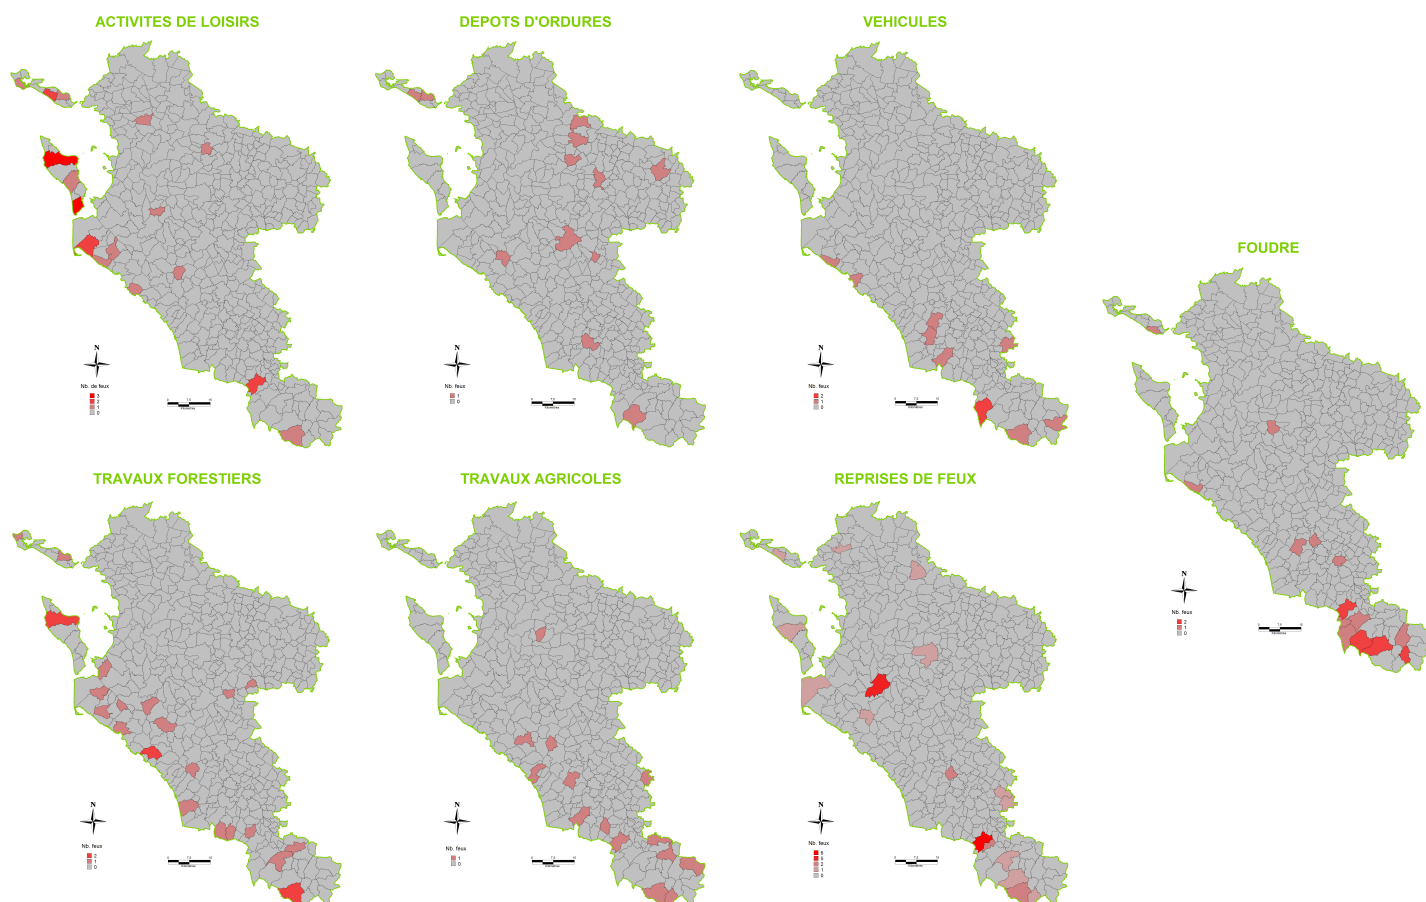 ACTIVITES DE LOISIRS
DEPOTS D'ORDURES
VEHICULES
FOUDRE
N
Nb. de feux
3
2
1
0
N
Nb. feux
1
0
N
Nb. feux
2
1
0
N
Nb. feux
2
1
0
TRAVAUX FORESTIERS
TRAVAUX AGRICOLES
REPRISES DE FEUX
N
Nb. feux
2
1
0
N
Nb. feux
1
0
N
Nb. feux
2
1
0